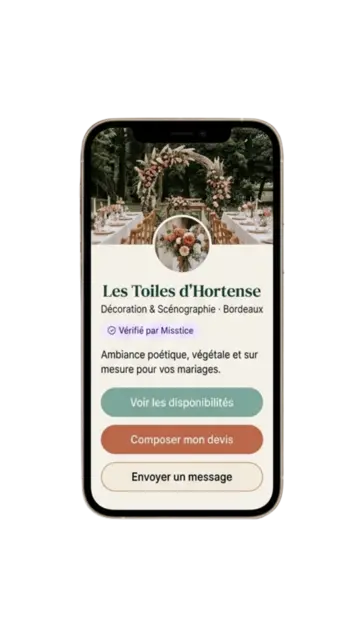 Les Toiles d'Hortense
Décoration & Scénographie · Bordeaux
Vérifié par Misstice
Ambiance poétique, végétale et sur
mesure pour vos mariages.
Voir les disponibilités
Composer mon devis
Envoyer un message